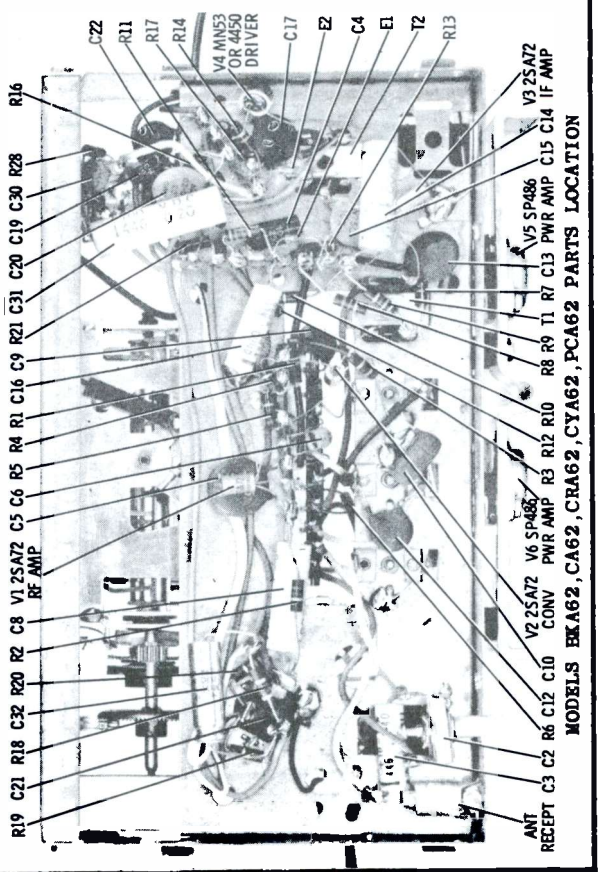 R19
C21
R18
C32
R20
R2
C8
V1 2SA72
RF AMP
C5
C6
R5
R4
R1
C16
C9
R21
C31
C20
C19
C30
R28
R16
C22
R11
R17
R14
V4 MN53
OR 4450
DRIVER
C17
E2
C4
E1
T2
R13
446
ANT
RECEPT
C3
C2
R6
C12
C10
V2 2SA72
CONV
V6 SP486
PWR AMP
R3
R12
R10
R8
R9
T1
R7
C13
V5 SP486
PWR AMP
C15
C14
V3 2SA72
IF AMP
MODELS BKA62,CA62,CRA62,CYA62,PCA62 PARTS LOCATION